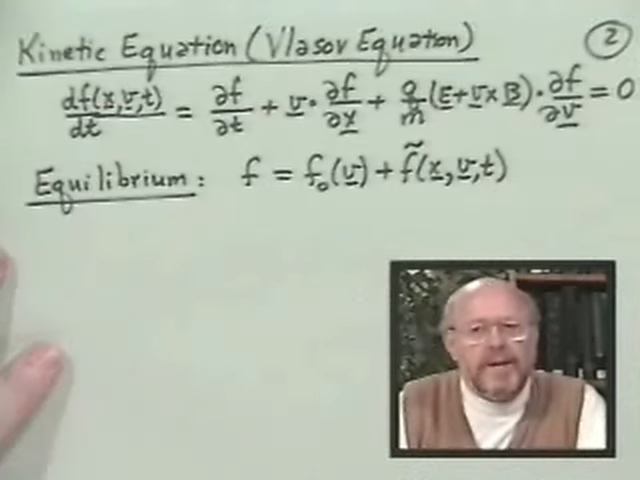 Kinetic Equation (Vlasov Equation) 2
df(x,v,t)/dt = ∂f/∂t + v·∂f/∂x + q/m(E+v×B)·∂f/∂v = 0
Equilibrium: f = f₀(v) + f̃(x,v,t)